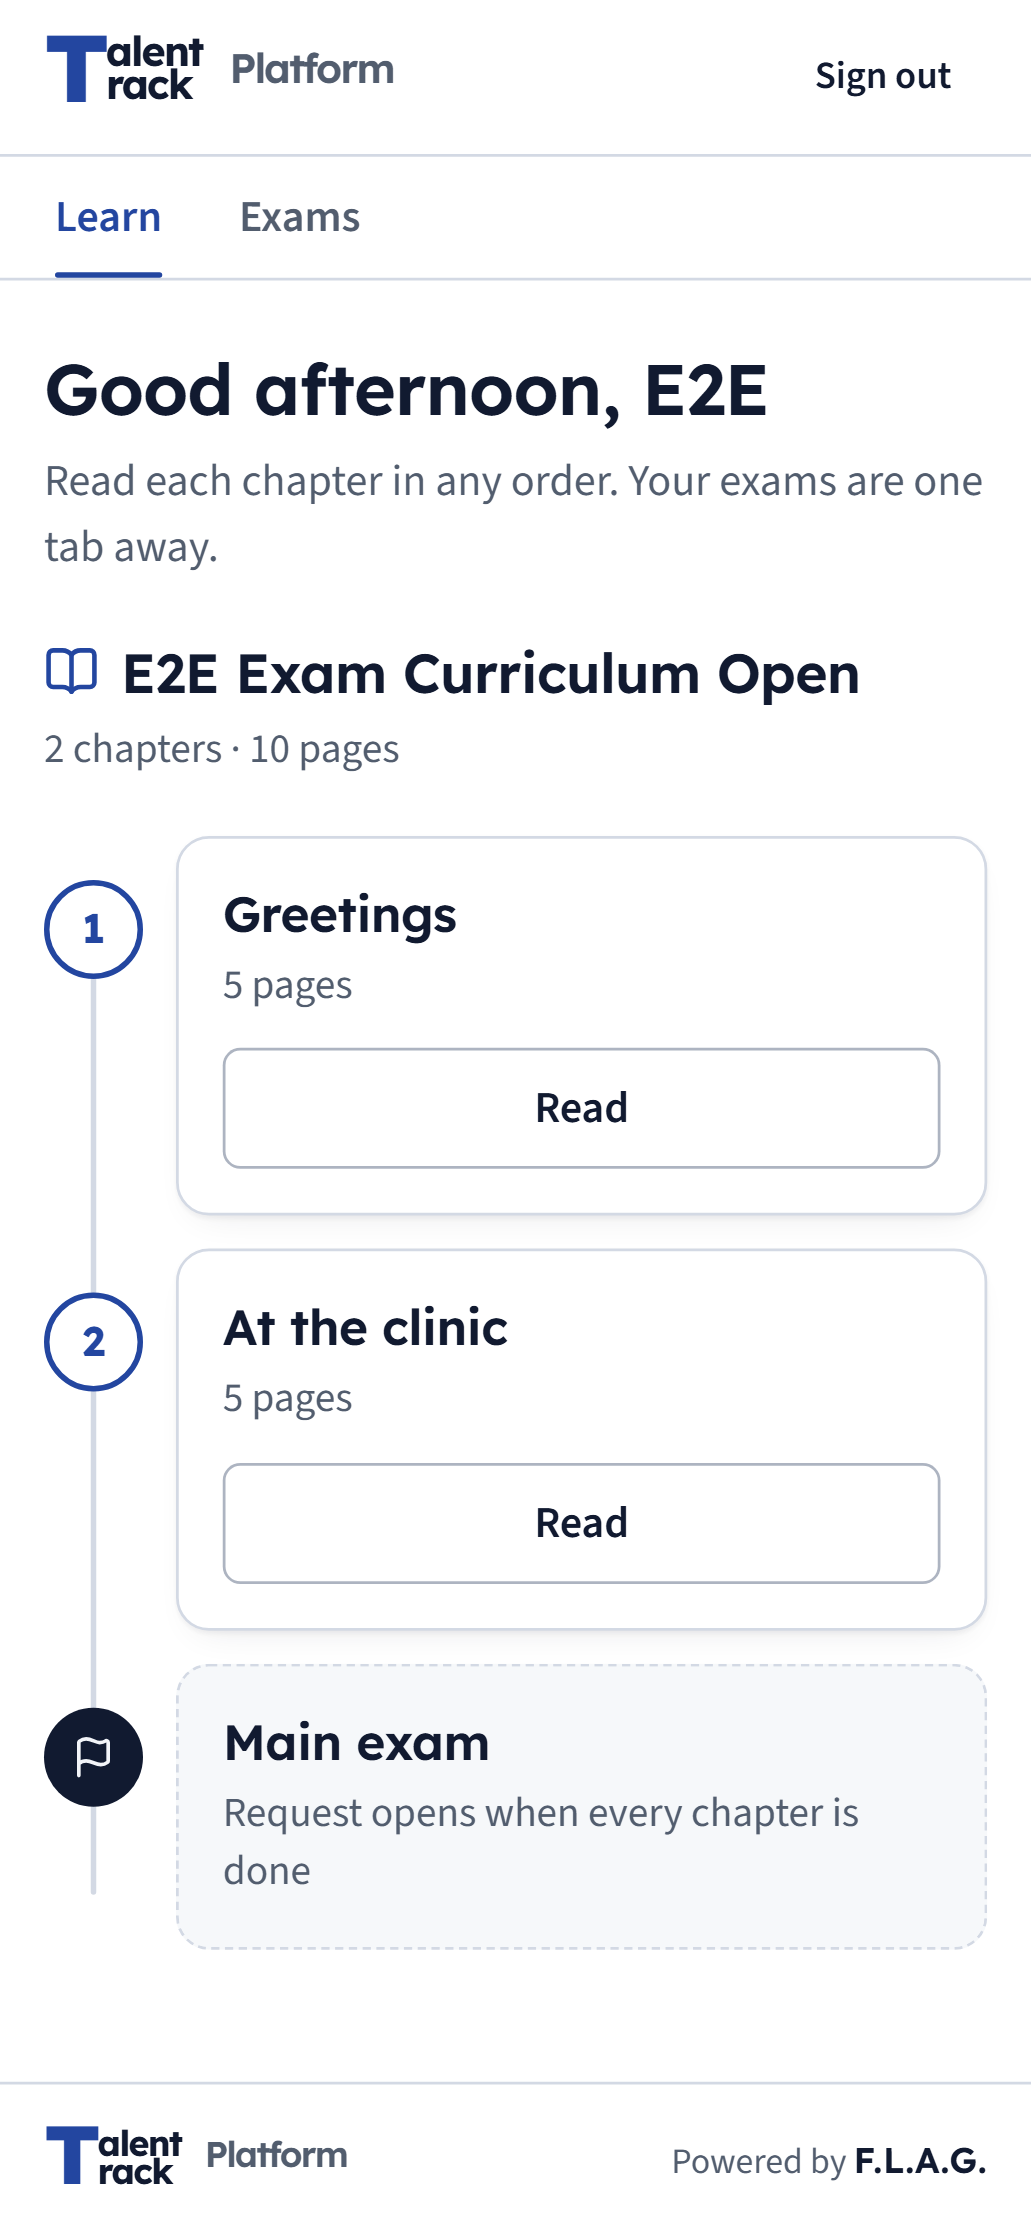 Talent
Track
Platform
Sign out
Learn
Exams
Good afternoon, E2E
Read each chapter in any order. Your exams are one
tab away.
E2E Exam Curriculum Open
2 chapters · 10 pages
1
Greetings
5 pages
Read
2
At the clinic
5 pages
Read
Main exam
Request opens when every chapter is
done
Talent
Track
Platform
Powered by F.L.A.G.